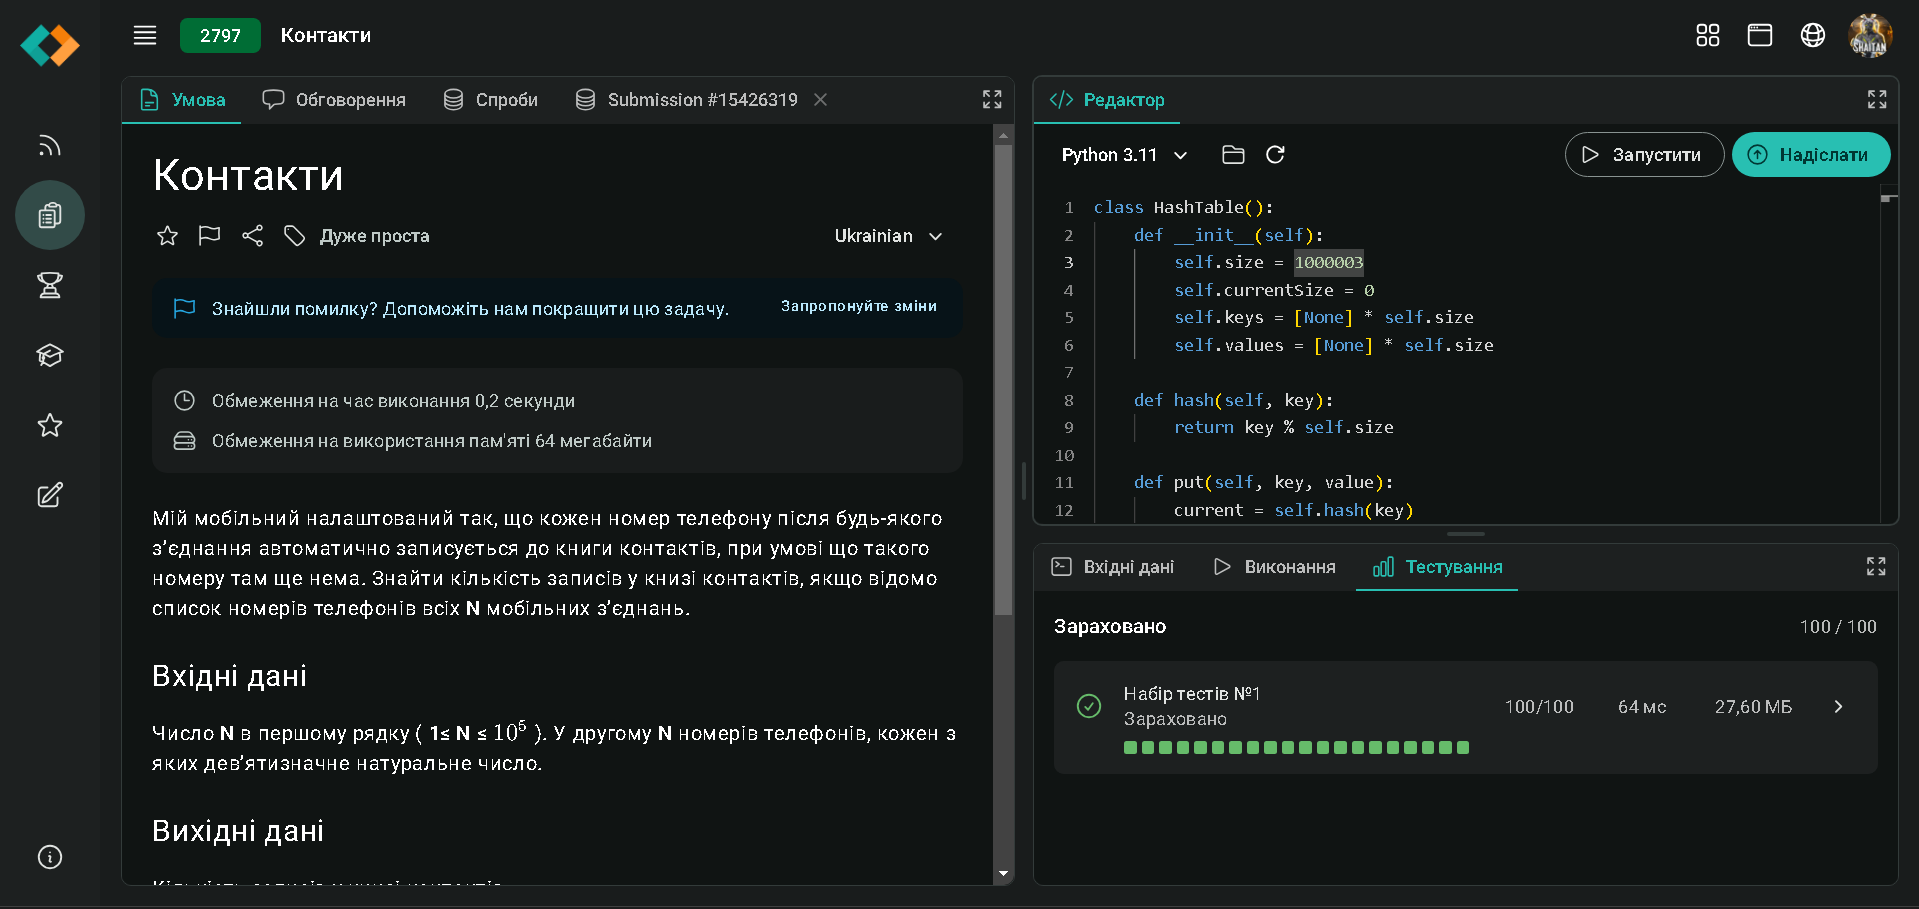 2797
Контакти
SHAITAN
Умова
Обговорення
Спроби
Submission #15426319
Контакти
Дуже проста
Ukrainian
Знайшли помилку? Допоможіть нам покращити цю задачу.
Запропонуйте зміни
Обмеження на час виконання 0,2 секунди
Обмеження на використання пам'яті 64 мегабайти
Мій мобільний налаштований так, що кожен номер телефону після будь-якого
з’єднання автоматично записується до книги контактів, при умові що такого
номеру там ще нема. Знайти кількість записів у книзі контактів, якщо відомо
список номерів телефонів всіх N мобільних з’єднань.
Вхідні дані
Число N в першому рядку ( 1≤ N ≤ 10⁵ ). У другому N номерів телефонів, кожен з
яких дев’ятизначне натуральне число.
Вихідні дані
Редактор
Python 3.11
Запустити
Надіслати
1 class HashTable():
2 def __init__(self):
3 self.size = 1000003
4 self.currentSize = 0
5 self.keys = [None] * self.size
6 self.values = [None] * self.size
7
8 def hash(self, key):
9 return key % self.size
10
11 def put(self, key, value):
12 current = self.hash(key)
Вхідні дані
Виконання
Тестування
Зараховано
100 / 100
Набір тестів №1
Зараховано
100/100
64 мс
27,60 МБ